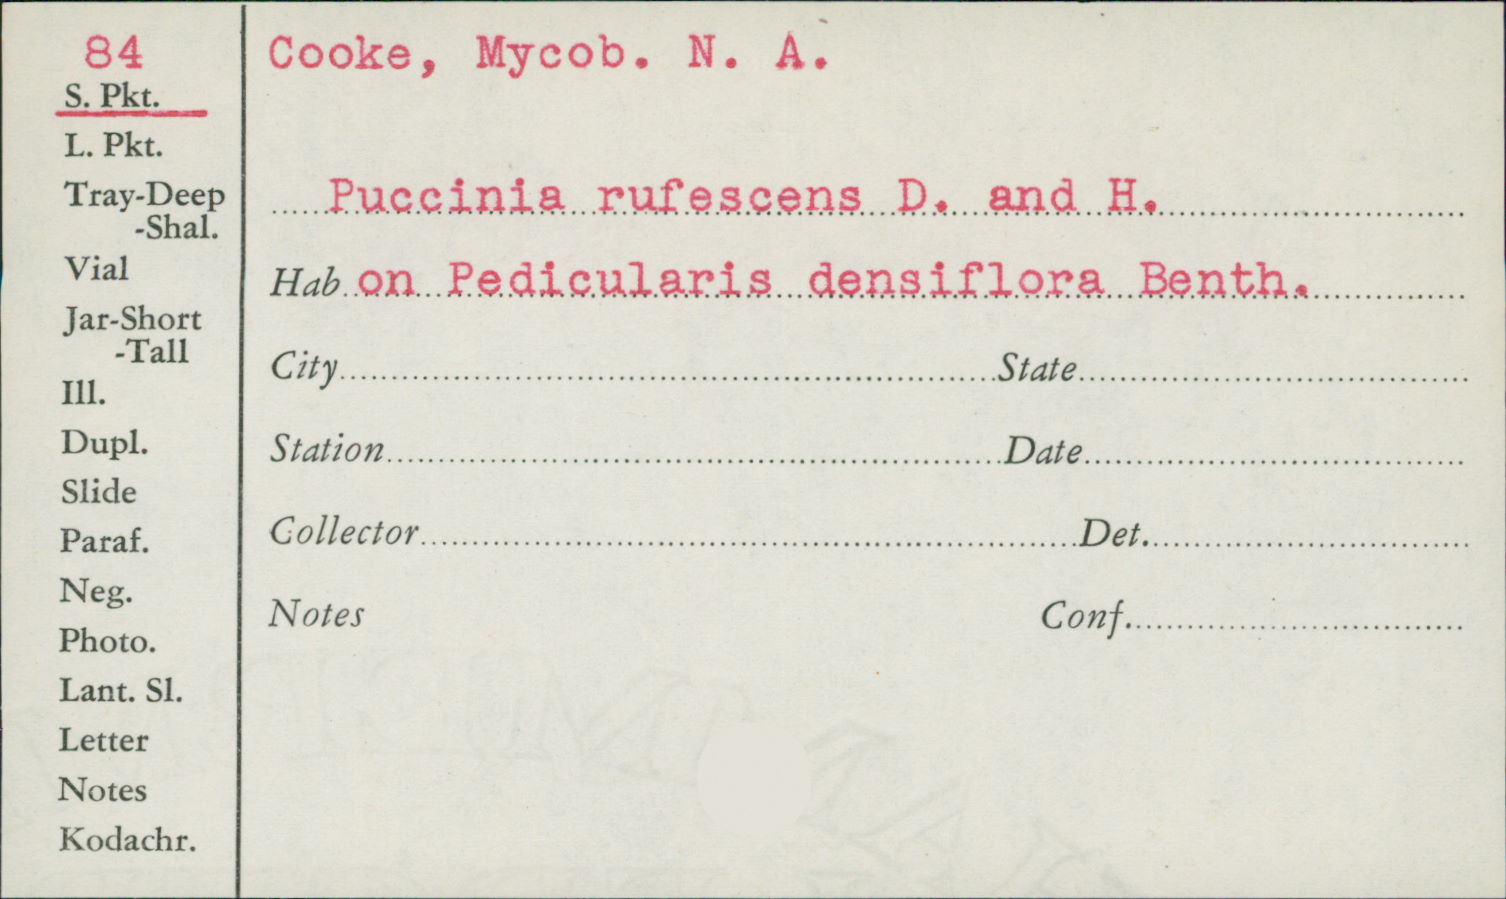 84
S. Pkt.
L. Pkt.
Tray-Deep
-Shal.
Vial
Jar-Short
-Tall
Ill.
Dupl.
Slide
Paraf.
Neg.
Photo.
Lant. Sl.
Letter
Notes
Kodachr.
Cooke, Mycob. N. A.
Puccinia rufescens D. and H.
Hab on Pedicularis densiflora Benth.
City State
Station Date
Collector Det.
Notes Conf.